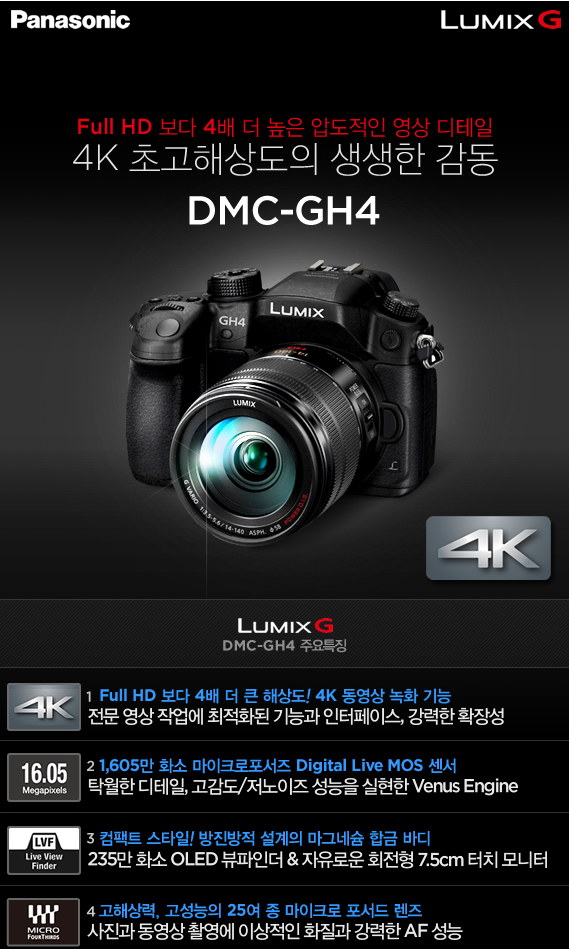 Panasonic
LUMIX G
Full HD 보다 4배 더 높은 압도적인 영상 디테일
4K 초고해상도의 생생한 감동
DMC-GH4
LUMIX
GH4
LUMIX
G VARIO 1:3.5-5.6 / 14-140 ASPH. Φ58 POWER O.I.S.
L
4K
LUMIX G
DMC-GH4 주요특징
4K
1 Full HD 보다 4배 더 큰 해상도! 4K 동영상 녹화 기능
전문 영상 작업에 최적화된 기능과 인터페이스, 강력한 확장성
16.05
Megapixels
2 1,605만 화소 마이크로포서즈 Digital Live MOS 센서
탁월한 디테일, 고감도/저노이즈 성능을 실현한 Venus Engine
LVF
Live View
Finder
3 컴팩트 스타일! 방진방적 설계의 마그네슘 합금 바디
235만 화소 OLED 뷰파인더 & 자유로운 회전형 7.5cm 터치 모니터
MICRO
FOURTHIRDS
4 고해상력, 고성능의 25여 종 마이크로 포서드 렌즈
사진과 동영상 촬영에 이상적인 화질과 강력한 AF 성능